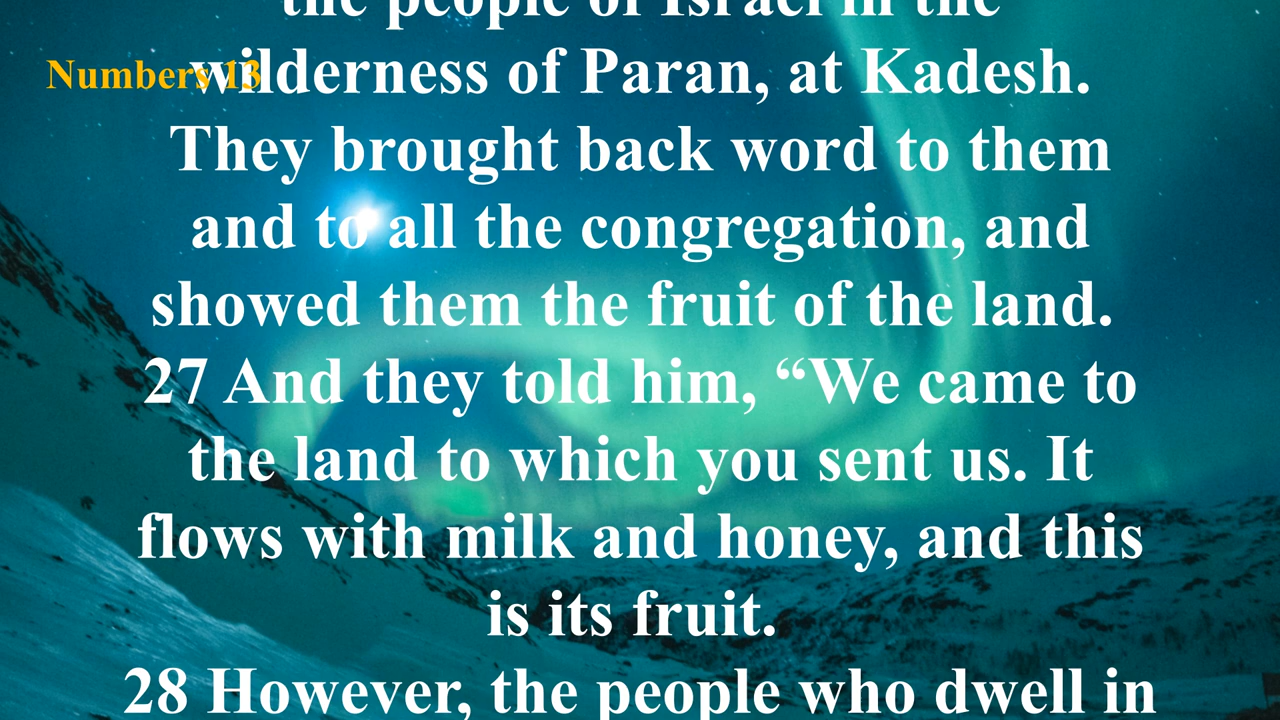 the people of Israel in the
Numbers 13
wilderness of Paran, at Kadesh.
They brought back word to them
and to all the congregation, and
showed them the fruit of the land.
27 And they told him, “We came to
the land to which you sent us. It
flows with milk and honey, and this
is its fruit.
28 However, the people who dwell in